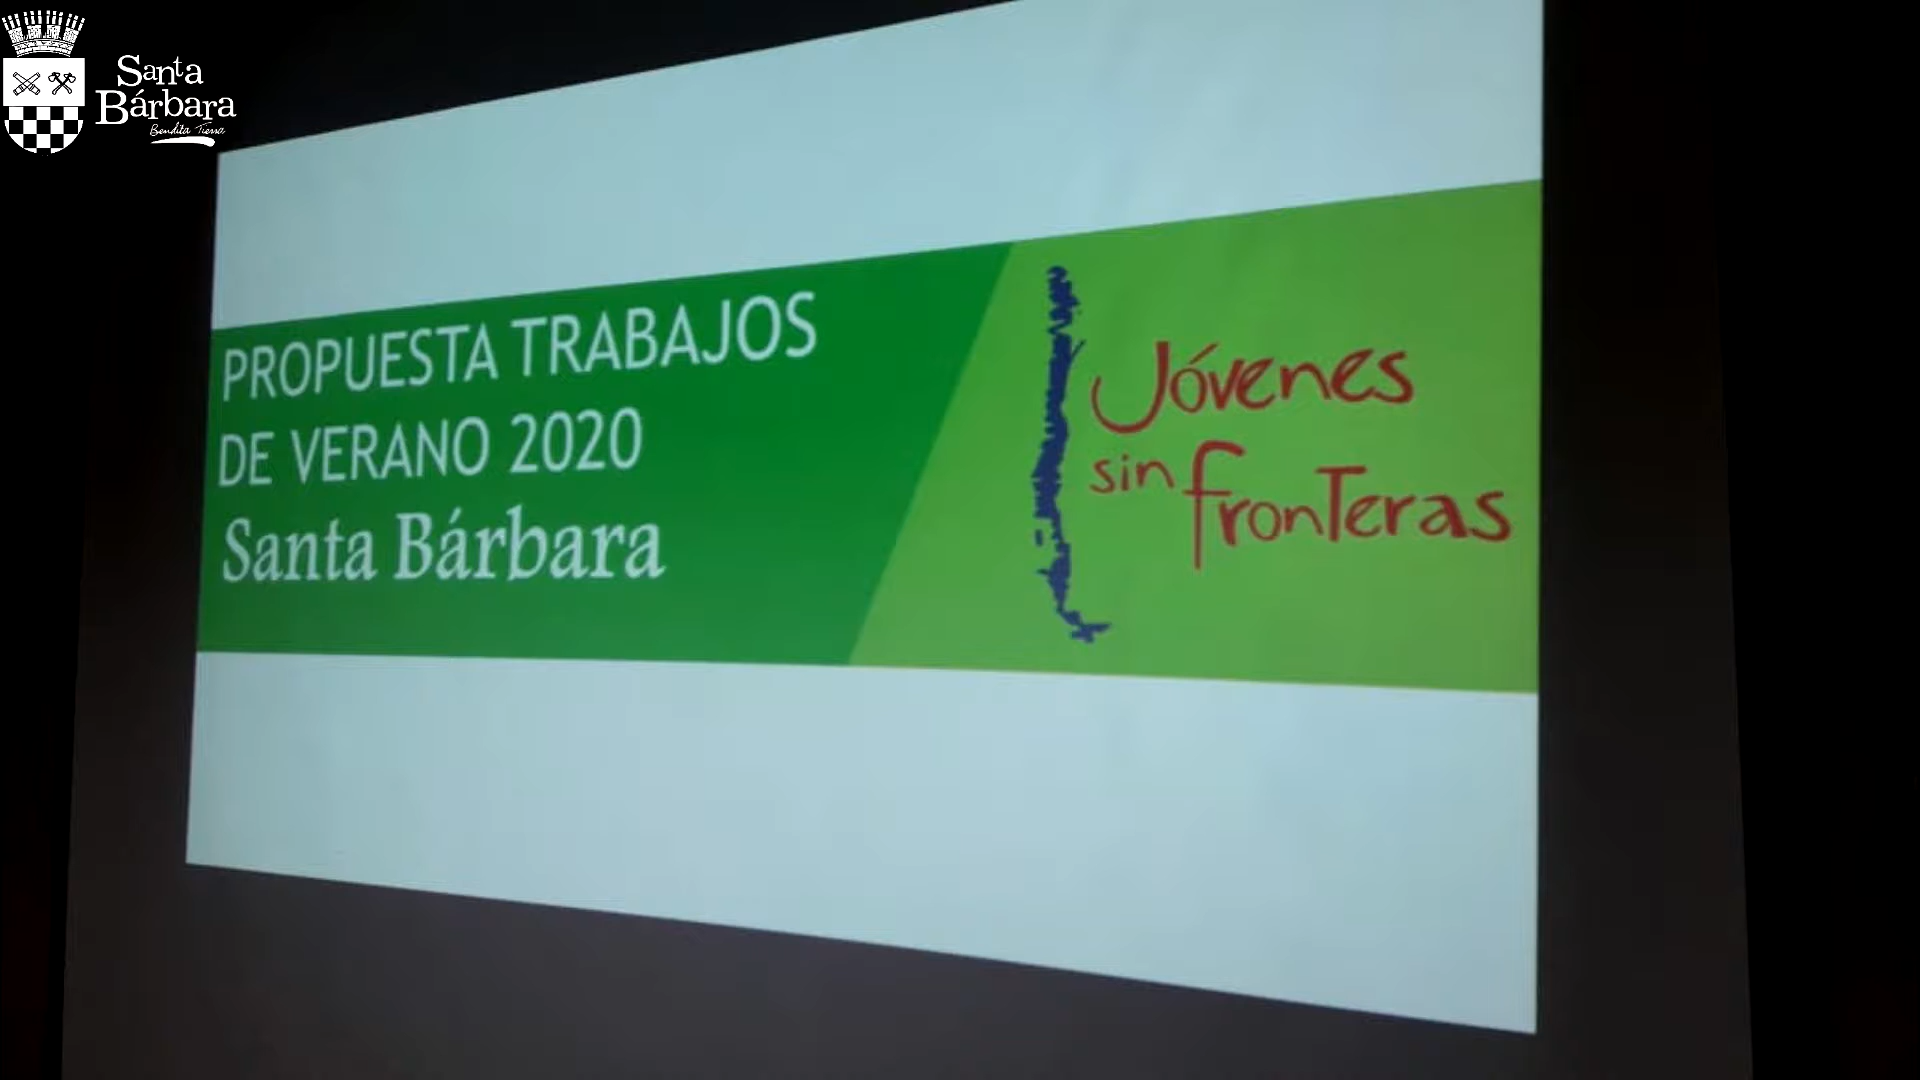 Santa
Bárbara
Bendita Tierra
PROPUESTA TRABAJOS
DE VERANO 2020
Santa Bárbara
Jóvenes
sin fronteras